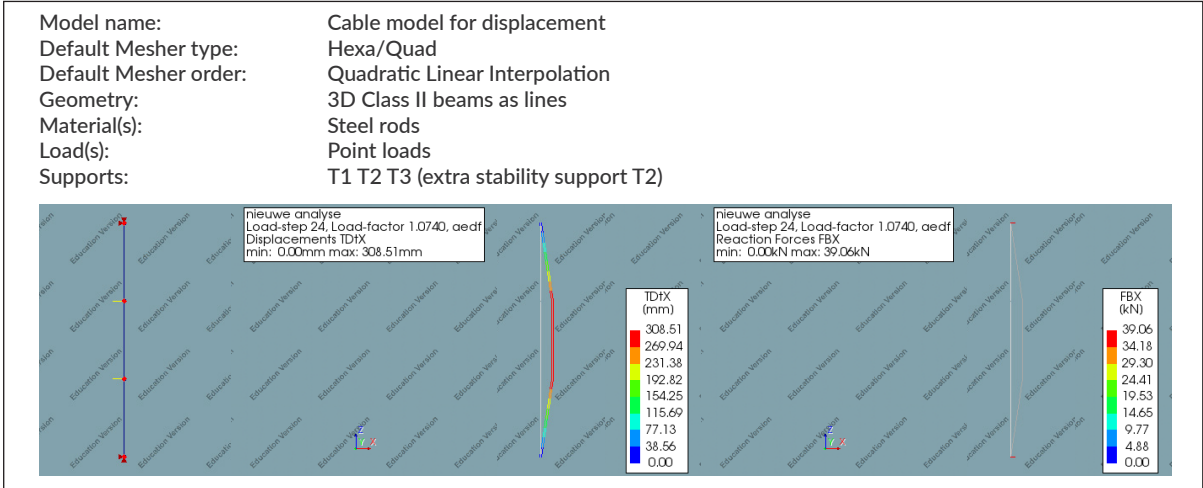 Model name: Cable model for displacement
Default Mesher type: Hexa/Quad
Default Mesher order: Quadratic Linear Interpolation
Geometry: 3D Class II beams as lines
Material(s): Steel rods
Load(s): Point loads
Supports: T1 T2 T3 (extra stability support T2)
nieuwe analyse
Load-step 24, Load-factor 1.0740, aedf
Displacements TDtX
min: 0.00mm max: 308.51mm
TDtX
(mm)
308.51
269.94
231.38
192.82
154.25
115.69
77.13
38.56
0.00
Z
Y X
nieuwe analyse
Load-step 24, Load-factor 1.0740, aedf
Reaction Forces FBX
min: 0.00kN max: 39.06kN
FBX
(kN)
39.06
34.18
29.30
24.41
19.53
14.65
9.77
4.88
0.00
Z
Y X
Education Version